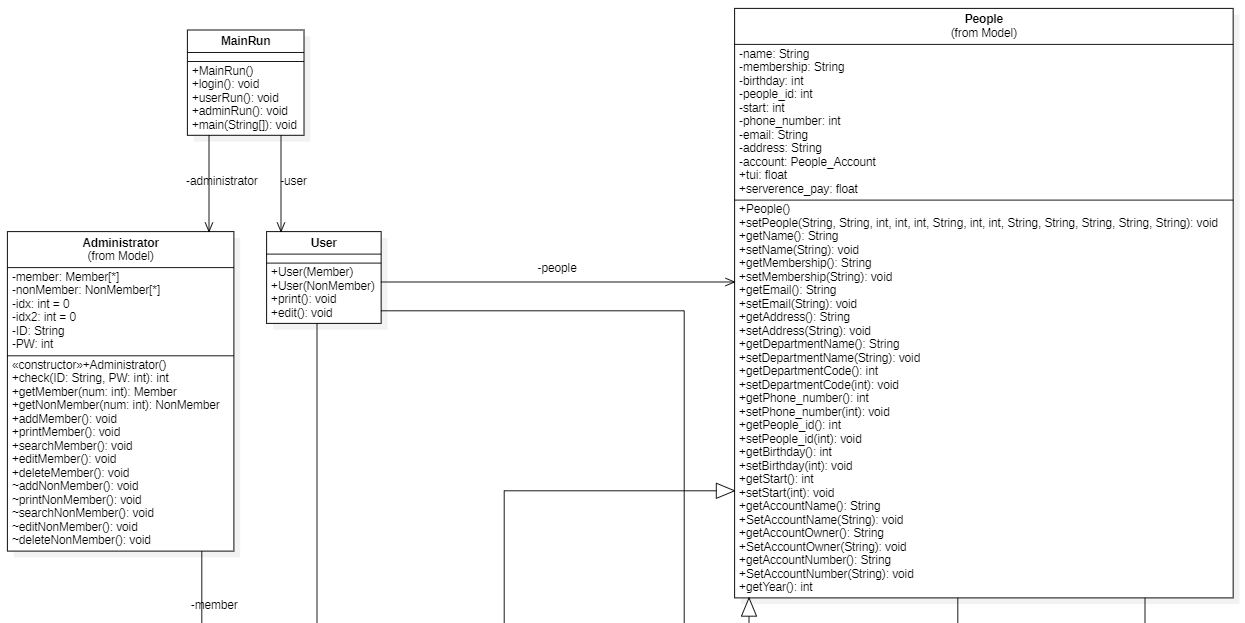 MainRun
+MainRun()
+login(): void
+userRun(): void
+adminRun(): void
+main(String[]): void
-administrator
-user
Administrator
(from Model)
-member: Member[*]
-nonMember: NonMember[*]
-idx: int = 0
-idx2: int = 0
-ID: String
-PW: int
«constructor»+Administrator()
+check(ID: String, PW: int): int
+getMember(num: int): Member
+getNonMember(num: int): NonMember
+addMember(): void
+printMember(): void
+searchMember(): void
+editMember(): void
+deleteMember(): void
~addNonMember(): void
~printNonMember(): void
~searchNonMember(): void
~editNonMember(): void
~deleteNonMember(): void
-member
User
+User(Member)
+User(NonMember)
+print(): void
+edit(): void
-people
People
(from Model)
-name: String
-membership: String
-birthday: int
-people_id: int
-start: int
-phone_number: int
-email: String
-address: String
-account: People_Account
+tui: float
+serverence_pay: float
+People()
+setPeople(String, String, int, int, int, String, int, int, String, String, String, String, String): void
+getName(): String
+setName(String): void
+getMembership(): String
+setMembership(String): void
+getEmail(): String
+setEmail(String): void
+getAddress(): String
+setAddress(String): void
+getDepartmentName(): String
+setDepartmentName(String): void
+getDepartmentCode(): int
+setDepartmentCode(int): void
+getPhone_number(): int
+setPhone_number(int): void
+getPeople_id(): int
+setPeople_id(int): void
+getBirthday(): int
+setBirthday(int): void
+getStart(): int
+setStart(int): void
+getAccountName(): String
+SetAccountName(String): void
+getAccountOwner(): String
+SetAccountOwner(String): void
+getAccountNumber(): String
+SetAccountNumber(String): void
+getYear(): int